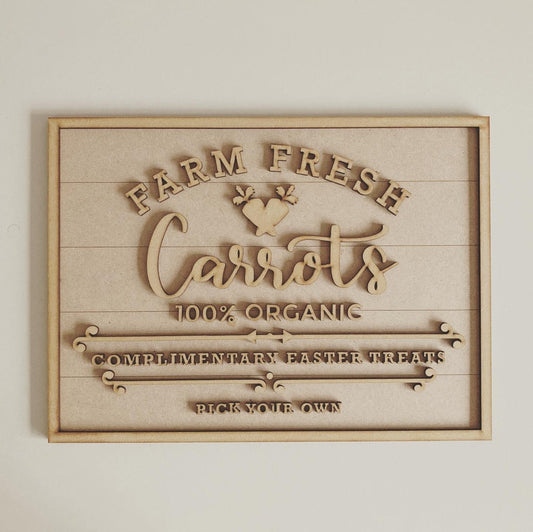 FARM FRESH
Carrots
100% ORGANIC
COMPLIMENTARY EASTER TREATS
PICK YOUR OWN